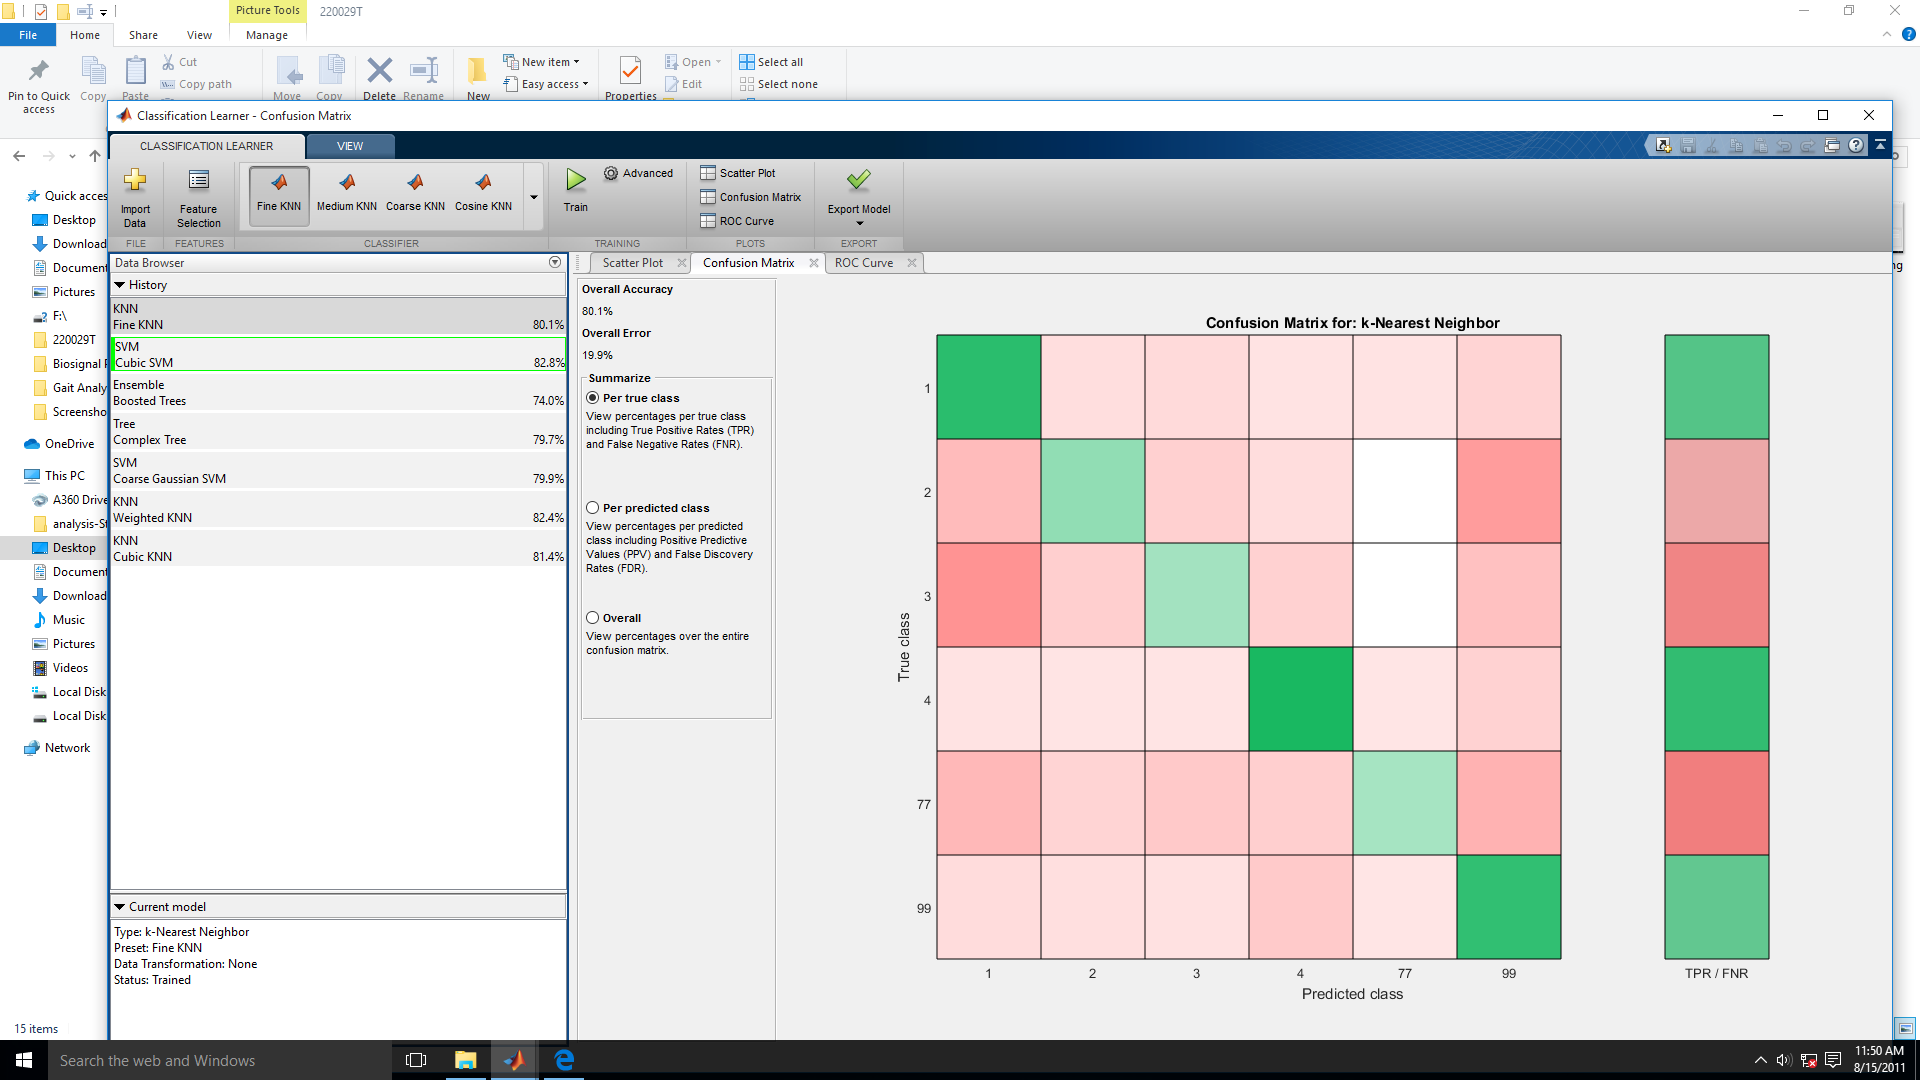 Picture Tools
220029T
File
Home
Share
View
Manage
Pin to Quick
access
Copy
Paste
Cut
Copy path
Move
Copy
Delete
Rename
New
New item
Easy access
Properties
Open
Edit
Select all
Select none
Classification Learner - Confusion Matrix
CLASSIFICATION LEARNER
VIEW
Import
Data
Feature
Selection
Fine KNN
Medium KNN
Coarse KNN
Cosine KNN
Train
Advanced
Scatter Plot
Confusion Matrix
ROC Curve
Export Model
FILE
FEATURES
CLASSIFIER
TRAINING
PLOTS
EXPORT
Quick acces
Desktop
Download
Document
Pictures
F:\
220029T
Biosignal
Gait Analy
Screensho
OneDrive
This PC
A360 Drive
analysis-St
Desktop
Document
Download
Music
Pictures
Videos
Local Disk
Local Disk
Network
15 items
Data Browser
History
KNN
Fine KNN 80.1%
SVM
Cubic SVM 82.8%
Ensemble
Boosted Trees 74.0%
Tree
Complex Tree 79.7%
SVM
Coarse Gaussian SVM 79.9%
KNN
Weighted KNN 82.4%
KNN
Cubic KNN 81.4%
Current model
Type: k-Nearest Neighbor
Preset: Fine KNN
Data Transformation: None
Status: Trained
Scatter Plot
Confusion Matrix
ROC Curve
Overall Accuracy
80.1%
Overall Error
19.9%
Summarize
Per true class
View percentages per true class
including True Positive Rates (TPR)
and False Negative Rates (FNR).
Per predicted class
View percentages per predicted
class including Positive Predictive
Values (PPV) and False Discovery
Rates (FDR).
Overall
View percentages over the entire
confusion matrix.
Confusion Matrix for: k-Nearest Neighbor
True class
1
2
3
4
77
99
1 2 3 4 77 99
TPR / FNR
Predicted class
ng
Search the web and Windows
11:50 AM
8/15/2011